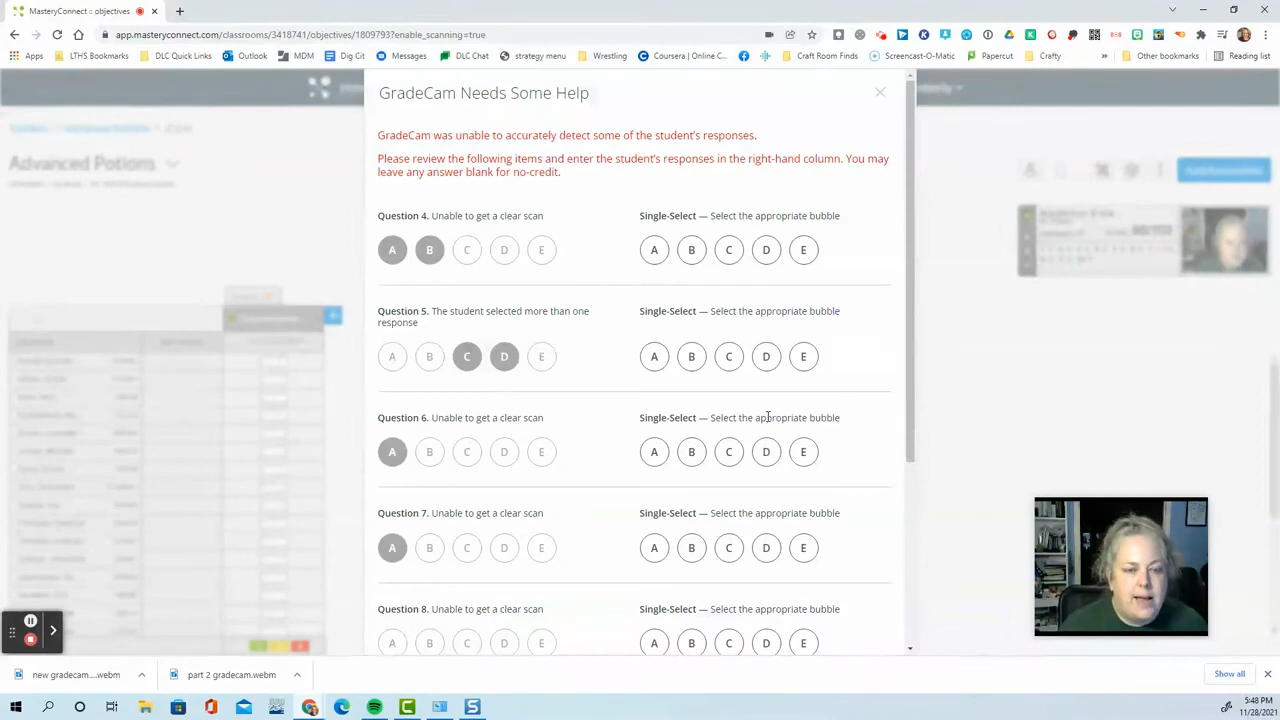 MasteryConnect :: objectives
app.masteryconnect.com/classrooms/3418741/objectives/1809793?enable_scanning=true
Apps LTHS Bookmarks DLC Quick Links Outlook MDM Dig Cit Messages DLC Chat strategy menu Wrestling Coursera | Online C... Craft Room Finds Screencast-O-Matic Papercut Crafty » Other bookmarks Reading list
GradeCam Needs Some Help
GradeCam was unable to accurately detect some of the student's responses.
Please review the following items and enter the student's responses in the right-hand column. You may
leave any answer blank for no-credit.
Advanced Potions
Question 4. Unable to get a clear scan Single-Select — Select the appropriate bubble
A B C D E A B C D E
Question 5. The student selected more than one Single-Select — Select the appropriate bubble
response
A B C D E A B C D E
Question 6. Unable to get a clear scan Single-Select — Select the appropriate bubble
A B C D E A B C D E
Question 7. Unable to get a clear scan Single-Select — Select the appropriate bubble
A B C D E A B C D E
Question 8. Unable to get a clear scan Single-Select — Select the appropriate bubble
A B C D E A B C D E
new gradecam....webm part 2 gradecam.webm Show all
5:48 PM
11/28/2021